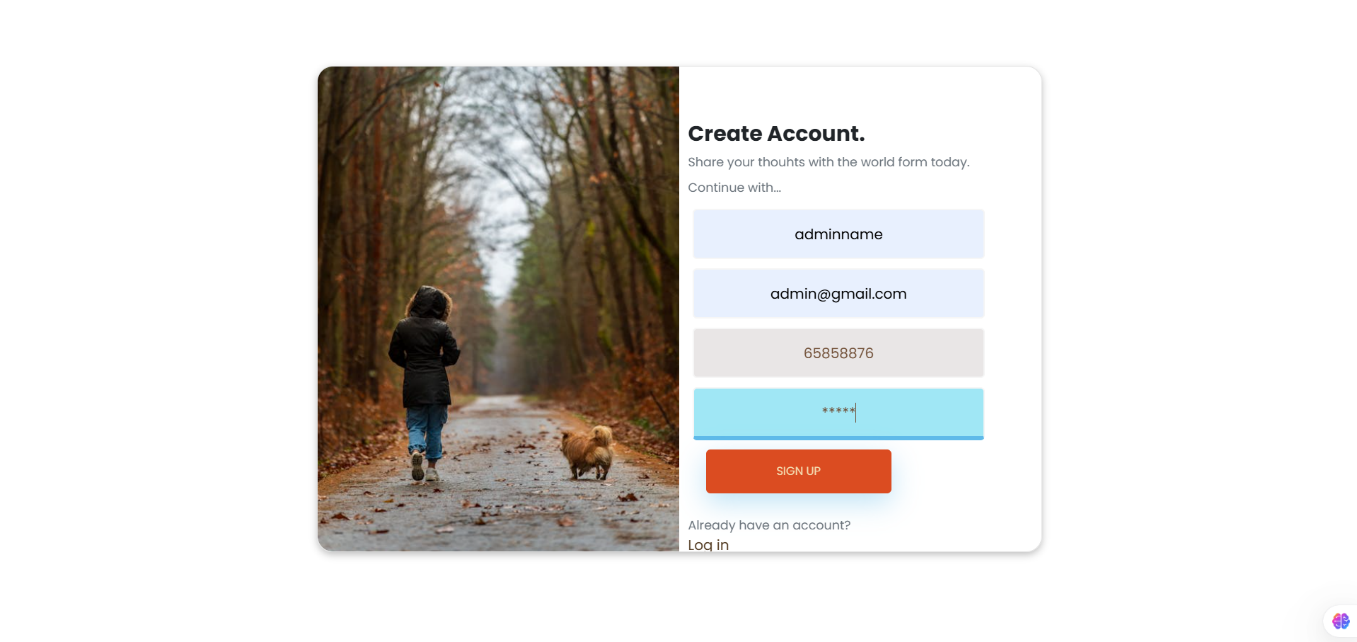 Create Account.
Share your thouhts with the world form today.
Continue with...
adminname
admin@gmail.com
65858876
*****
SIGN UP
Already have an account?
Log in